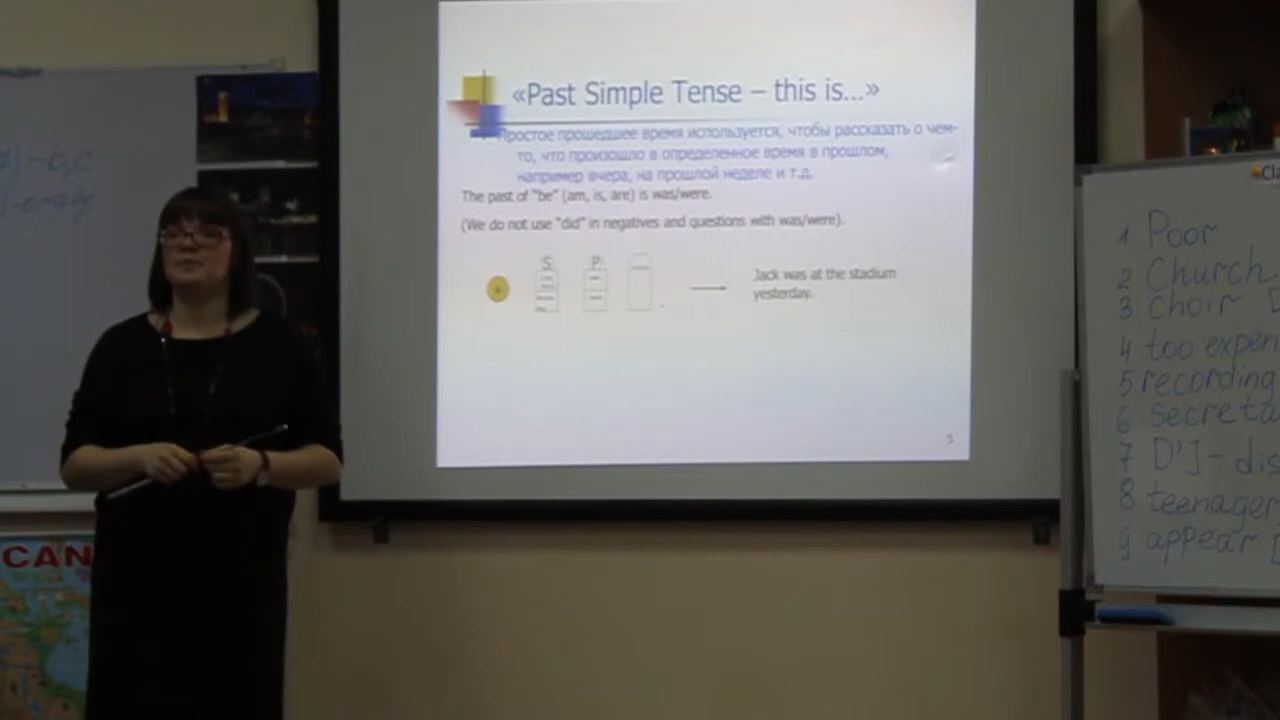 «Past Simple Tense – this is...»
Простое прошедшее время используется, чтобы рассказать о чем-
то, что произошло в определенное время в прошлом,
например вчера, на прошлой неделе и т.д.
The past of "be" (am, is, are) is was/were.
(We do not use "did" in negatives and questions with was/were).
S P
Jack was at the stadium
yesterday.
5
CAN
1 Poor
2 Church
3 choir [
4 too expen
5 recording
6 secreta
7 DJ - dis
8 teenager
9 appear [